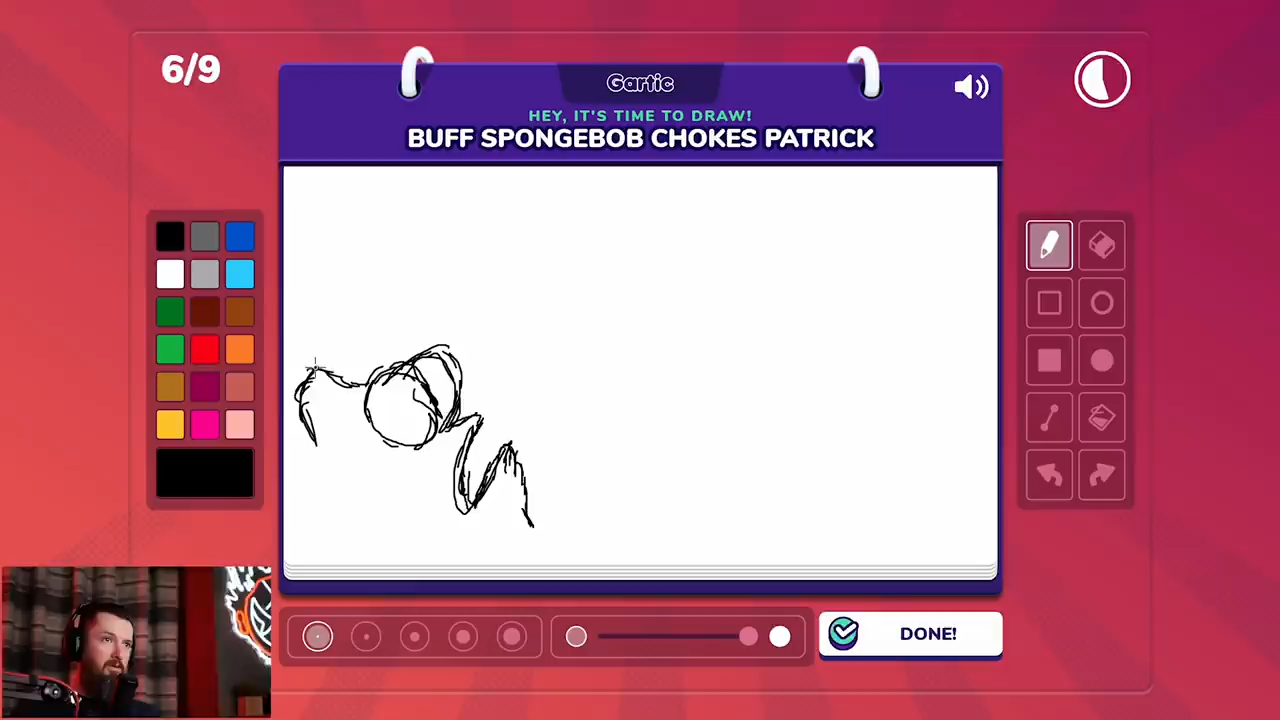 6/9
Gartic
HEY, IT'S TIME TO DRAW!
BUFF SPONGEBOB CHOKES PATRICK
DONE!